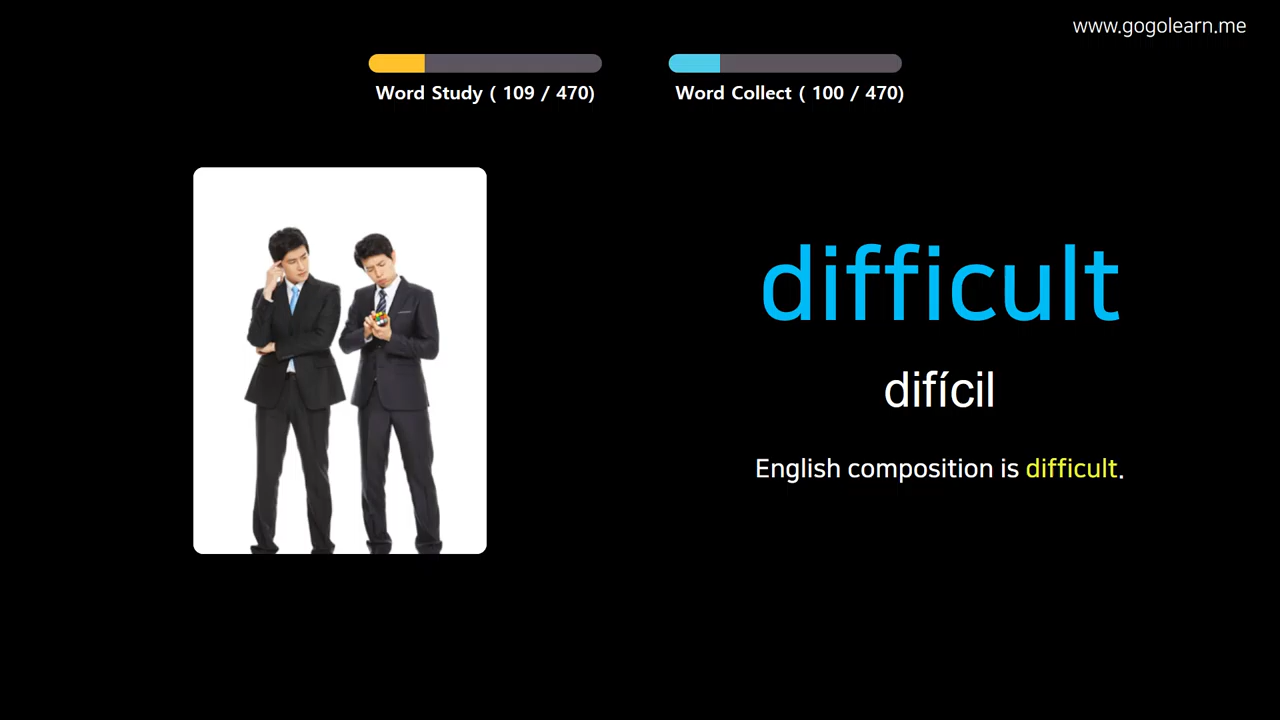 www.gogolearn.me
Word Study ( 109 / 470)
Word Collect ( 100 / 470)
difficult
difícil
English composition is difficult.